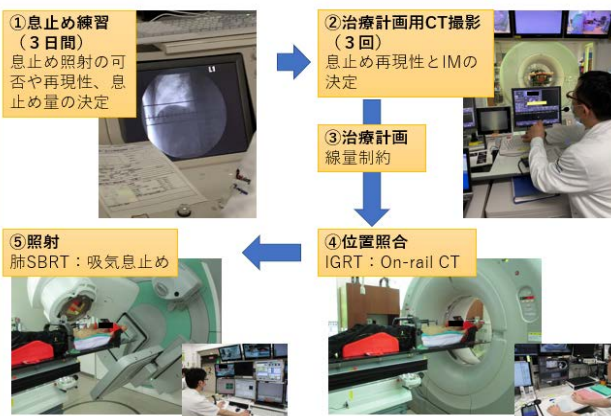 ①息止め練習
（３日間）
息止め照射の可
否や再現性、息
止め量の決定
②治療計画用CT撮影
（３回）
息止め再現性とIMの
決定
③治療計画
線量制約
④位置照合
IGRT：On-rail CT
⑤照射
肺SBRT：吸気息止め